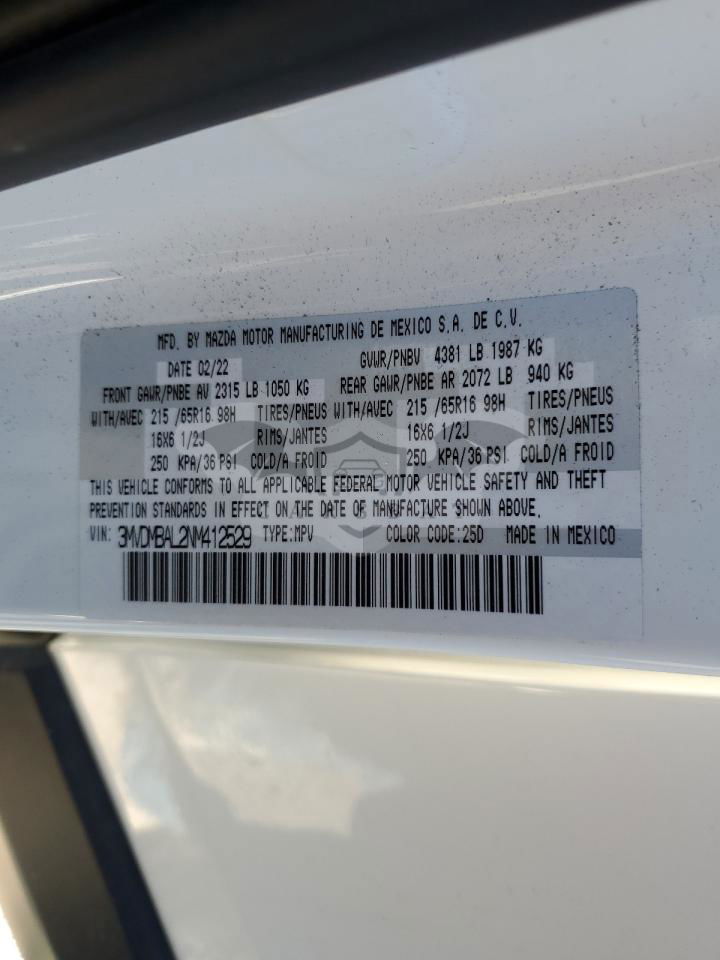 MFD. BY MAZDA MOTOR MANUFACTURING DE MEXICO S.A. DE C.V.
DATE 02/22 GVWR/PNBV 4381 LB 1987 KG
FRONT GAWR/PNBE AV 2315 LB 1050 KG REAR GAWR/PNBE AR 2072 LB 940 KG
WITH/AVEC 215 /65R16 98H TIRES/PNEUS WITH/AVEC 215 /65R16 98H TIRES/PNEUS
16X6 1/2J RIMS/JANTES 16X6 1/2J RIMS/JANTES
250 KPA/36 PSI COLD/A FROID 250 KPA/36 PSI COLD/A FROID
THIS VEHICLE CONFORMS TO ALL APPLICABLE FEDERAL MOTOR VEHICLE SAFETY AND THEFT
PREVENTION STANDARDS IN EFFECT ON THE DATE OF MANUFACTURE SHOWN ABOVE.
VIN: 3MVDMBAL2NM412529 TYPE:MPV COLOR CODE:25D MADE IN MEXICO